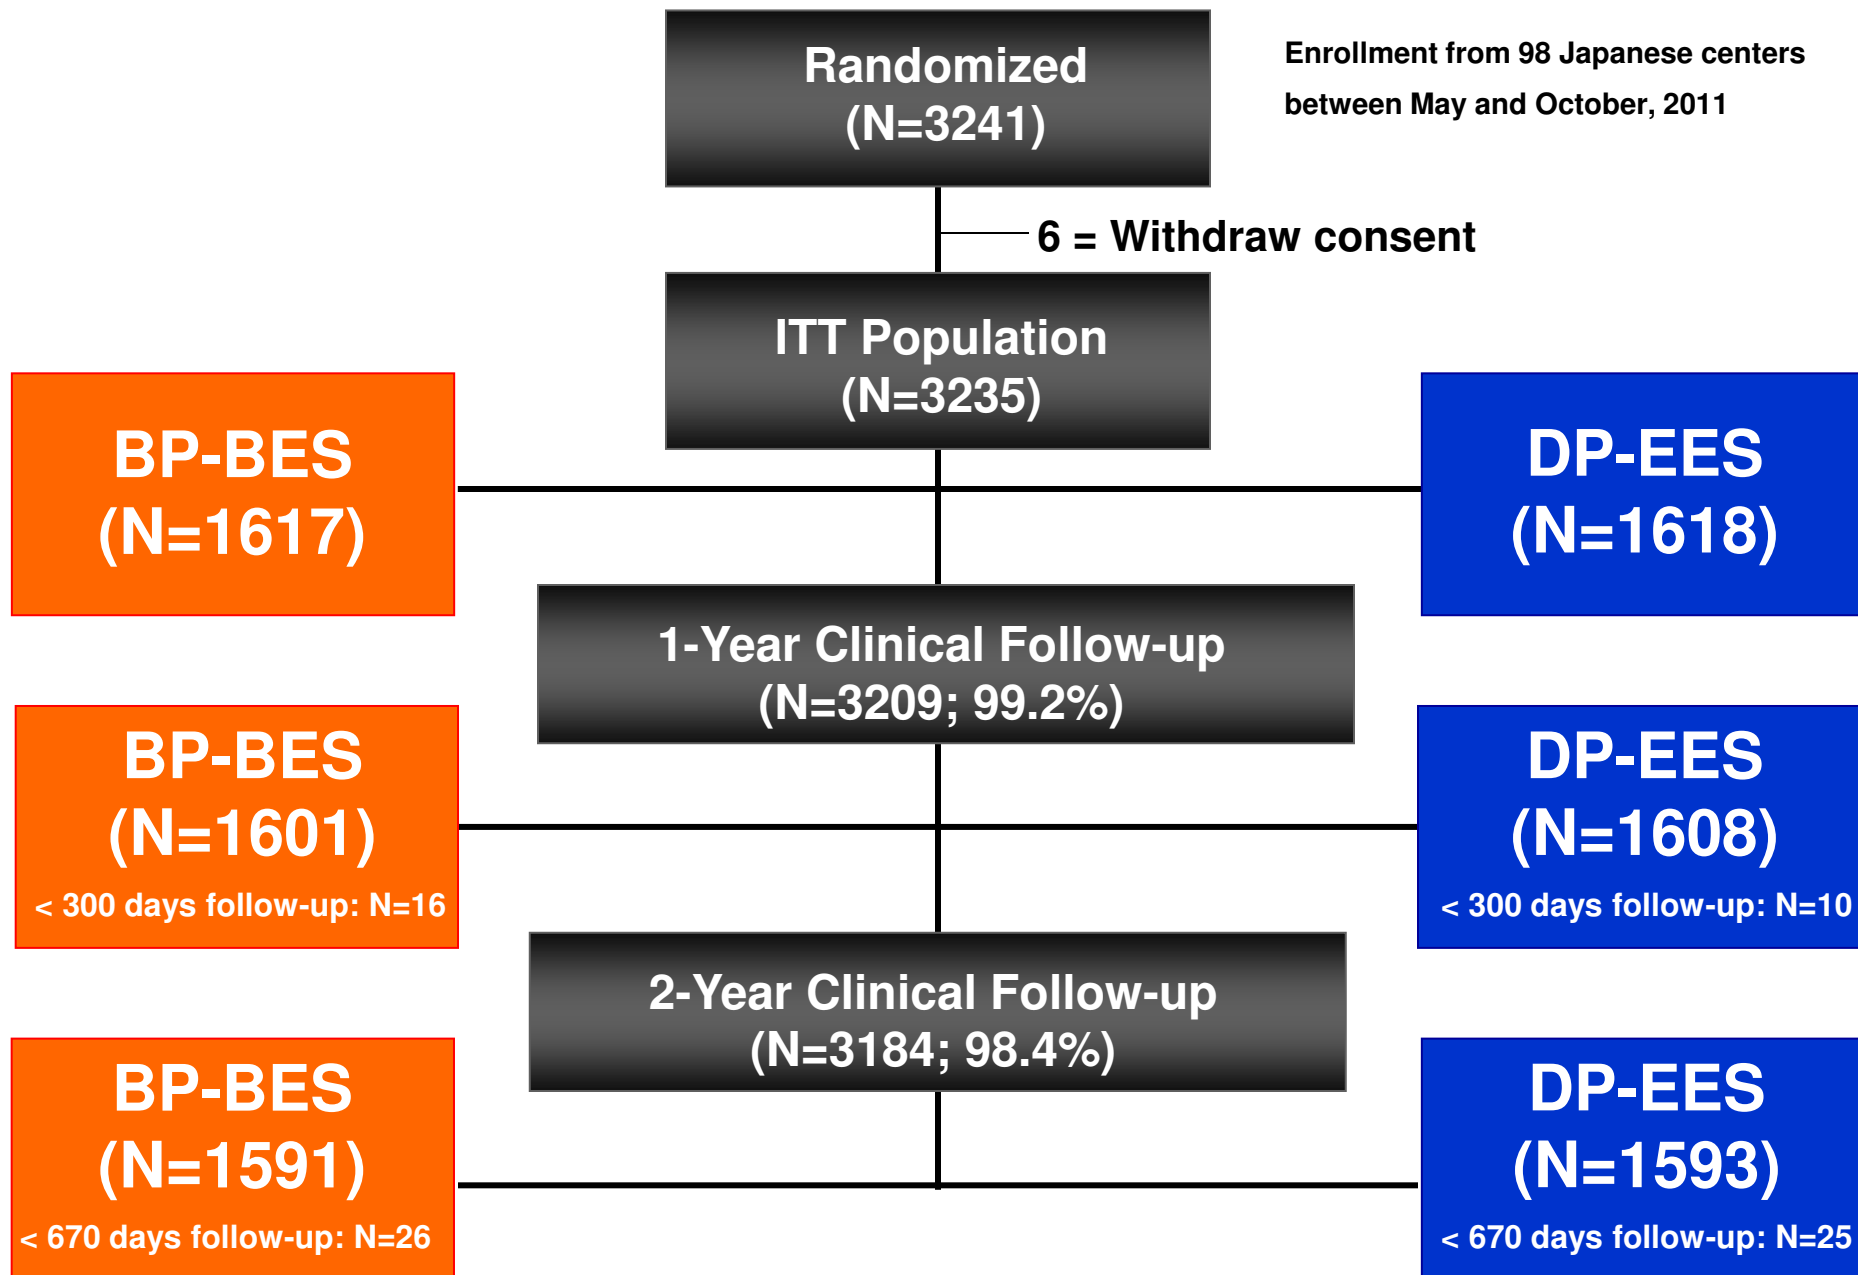 Randomized
(N=3241)
Enrollment from 98 Japanese centers
between May and October, 2011
6 = Withdraw consent
ITT Population
(N=3235)
BP-BES
(N=1617)
DP-EES
(N=1618)
1-Year Clinical Follow-up
(N=3209; 99.2%)
BP-BES
(N=1601)
< 300 days follow-up: N=16
DP-EES
(N=1608)
< 300 days follow-up: N=10
2-Year Clinical Follow-up
(N=3184; 98.4%)
BP-BES
(N=1591)
< 670 days follow-up: N=26
DP-EES
(N=1593)
< 670 days follow-up: N=25